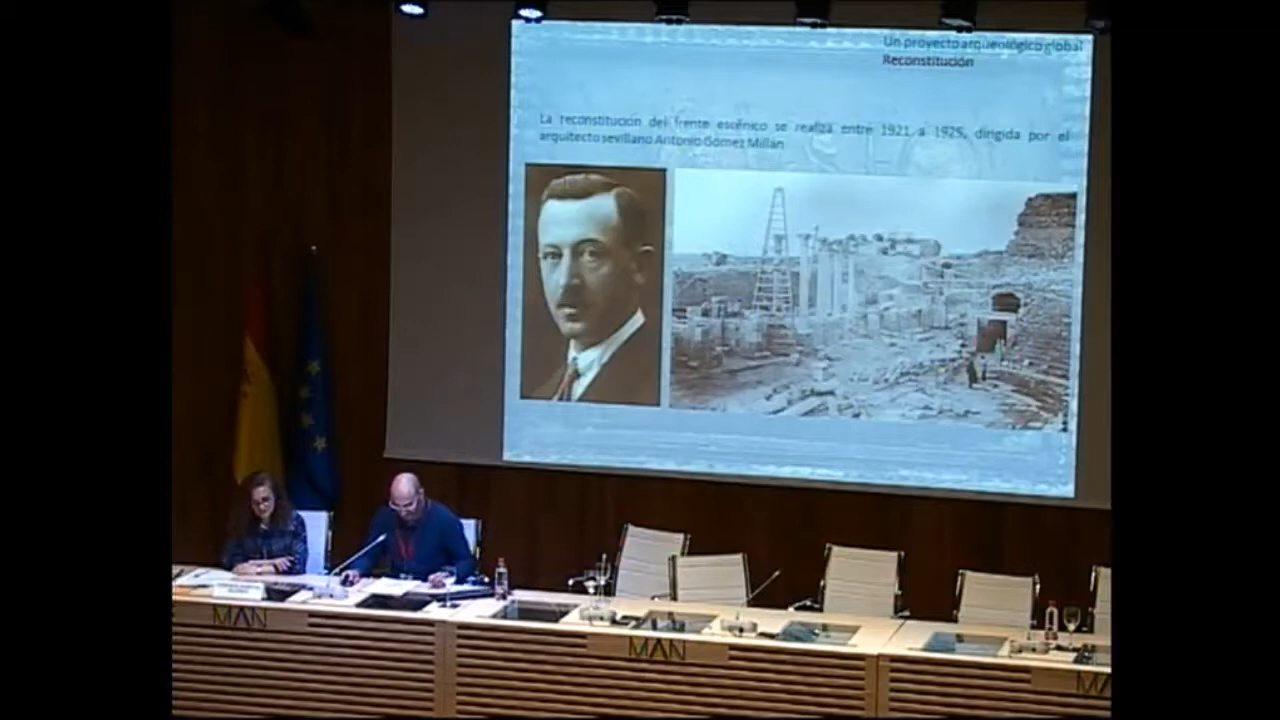 Un proyecto arqueológico global
Reconstitución
La reconstitución del frente escénico se realiza entre 1921 a 1925, dirigida por el
arquitecto sevillano Antonio Gómez Millán
MAN
MAN
MA